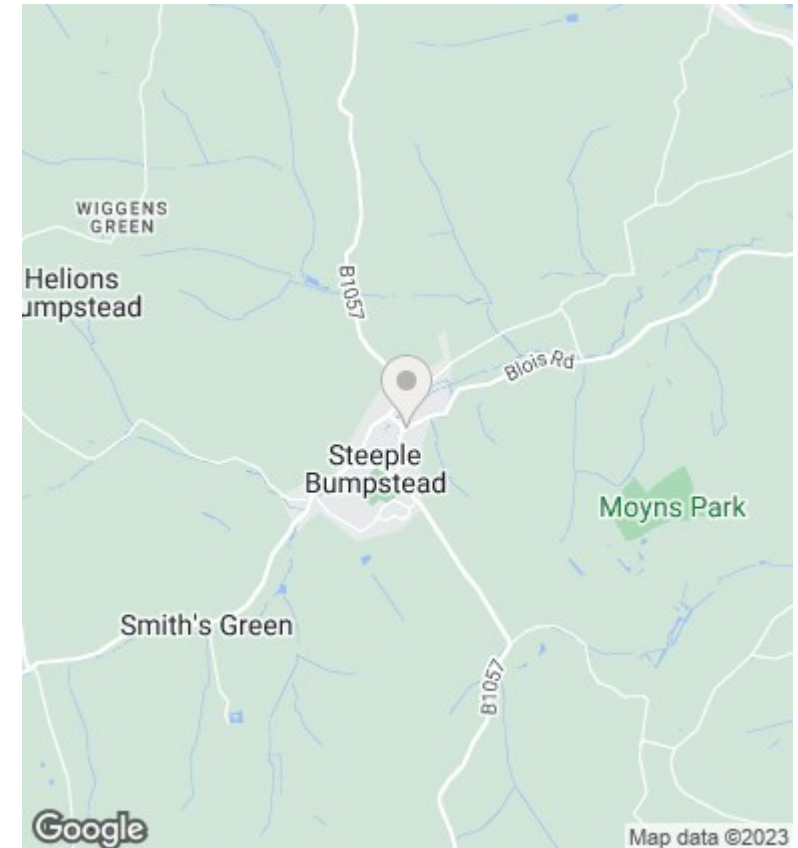 WIGGENS
GREEN
Helions
umpstead
B1057
Blois Rd
Steeple
Bumpstead
Moyns Park
Smith's Green
B1057
Google
Map data ©2023